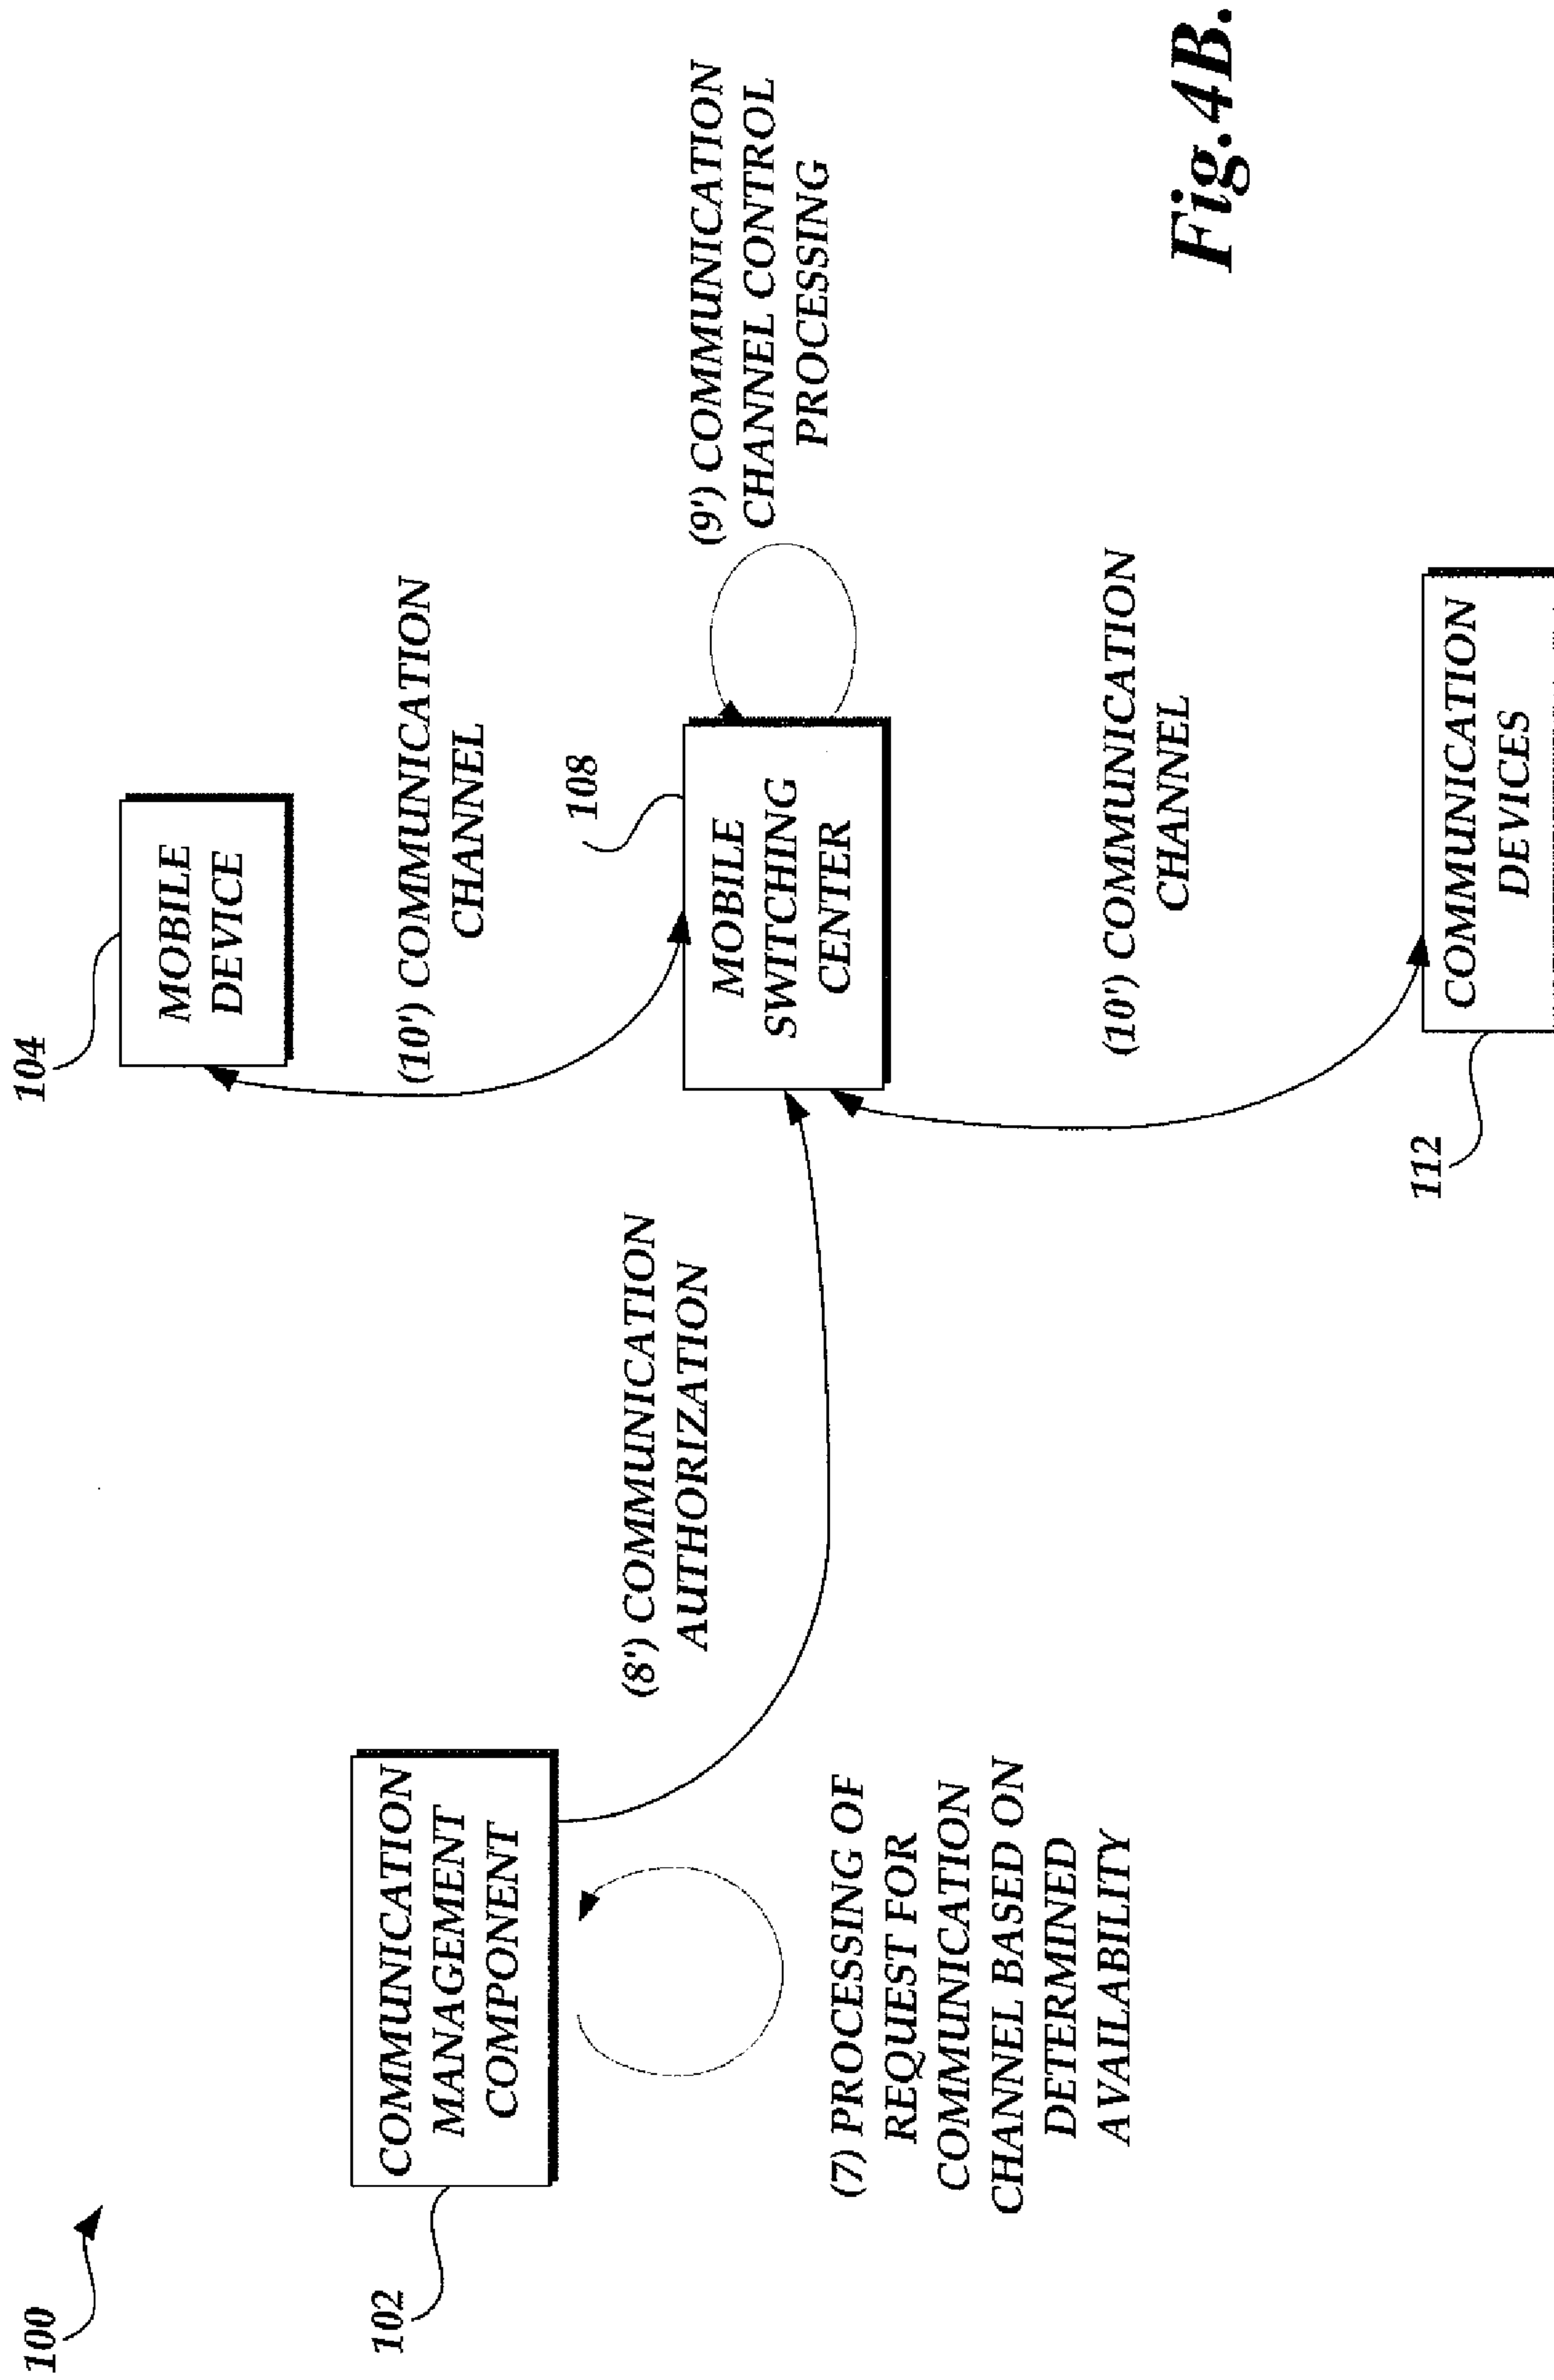 100
102
COMMUNICATION
MANAGEMENT
COMPONENT
(7) PROCESSING OF
REQUEST FOR
COMMUNICATION
CHANNEL BASED ON
DETERMINED
AVAILABILITY
(8') COMMUNICATION
AUTHORIZATION
104
MOBILE
DEVICE
(10') COMMUNICATION
CHANNEL
108
MOBILE
SWITCHING
CENTER
(9') COMMUNICATION
CHANNEL CONTROL
PROCESSING
(10') COMMUNICATION
CHANNEL
112
COMMUNICATION
DEVICES
Fig.4B.